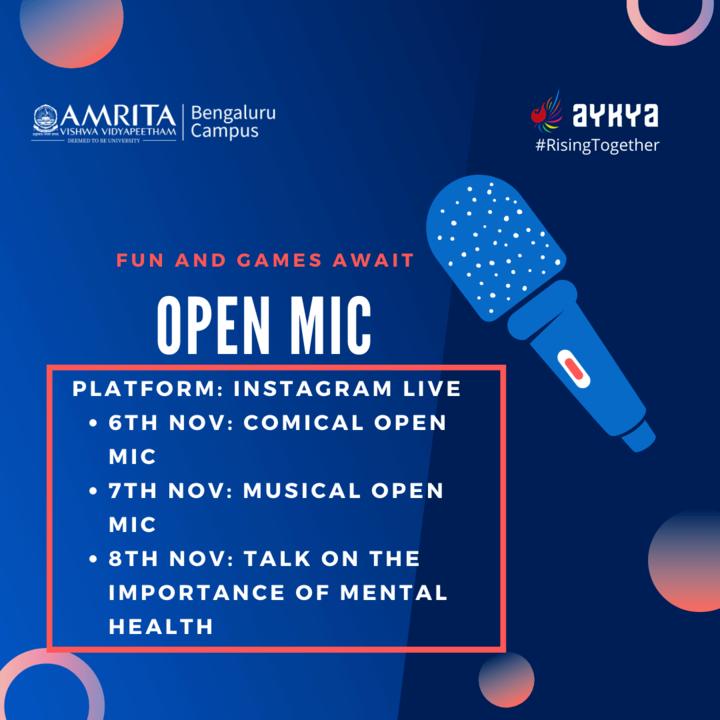 AMRITA
VISHWA VIDYAPEETHAM
DEEMED TO BE UNIVERSITY
Bengaluru
Campus
AYKYA
#RisingTogether
FUN AND GAMES AWAIT
OPEN MIC
PLATFORM: INSTAGRAM LIVE
• 6TH NOV: COMICAL OPEN
MIC
• 7TH NOV: MUSICAL OPEN
MIC
• 8TH NOV: TALK ON THE
IMPORTANCE OF MENTAL
HEALTH